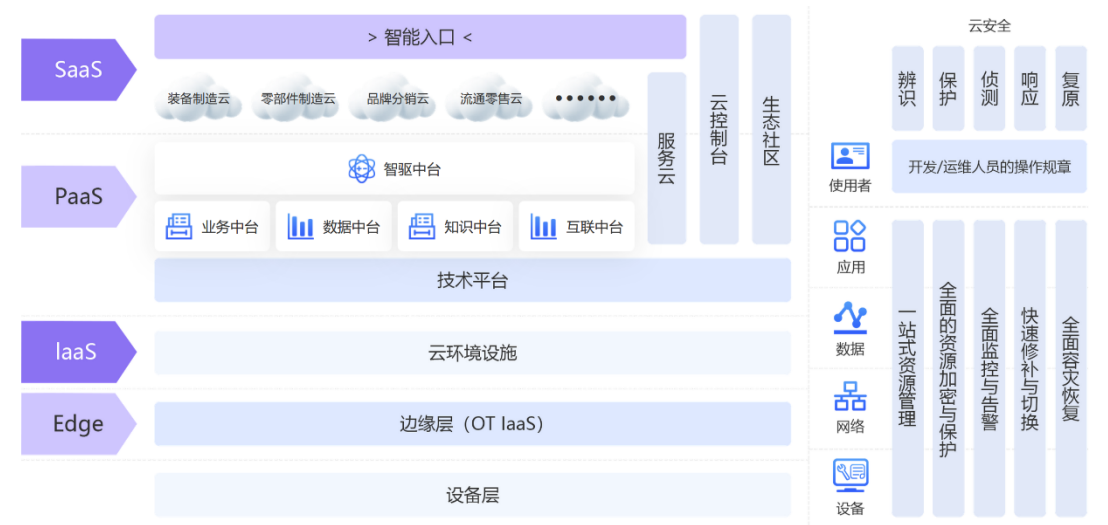 SaaS
> 智能入口 <
装备制造云
零部件制造云
品牌分销云
流通零售云
••••••
PaaS
智驱中台
业务中台
数据中台
知识中台
互联中台
服务云
云控制台
生态社区
技术平台
IaaS
云环境设施
Edge
边缘层（OT IaaS）
设备层
云安全
辨识
保护
侦测
响应
复原
使用者
开发/运维人员的操作规章
应用
数据
网络
设备
一站式资源管理
全面的资源加密与保护
全面监控与告警
快速修补与切换
全面容灾恢复